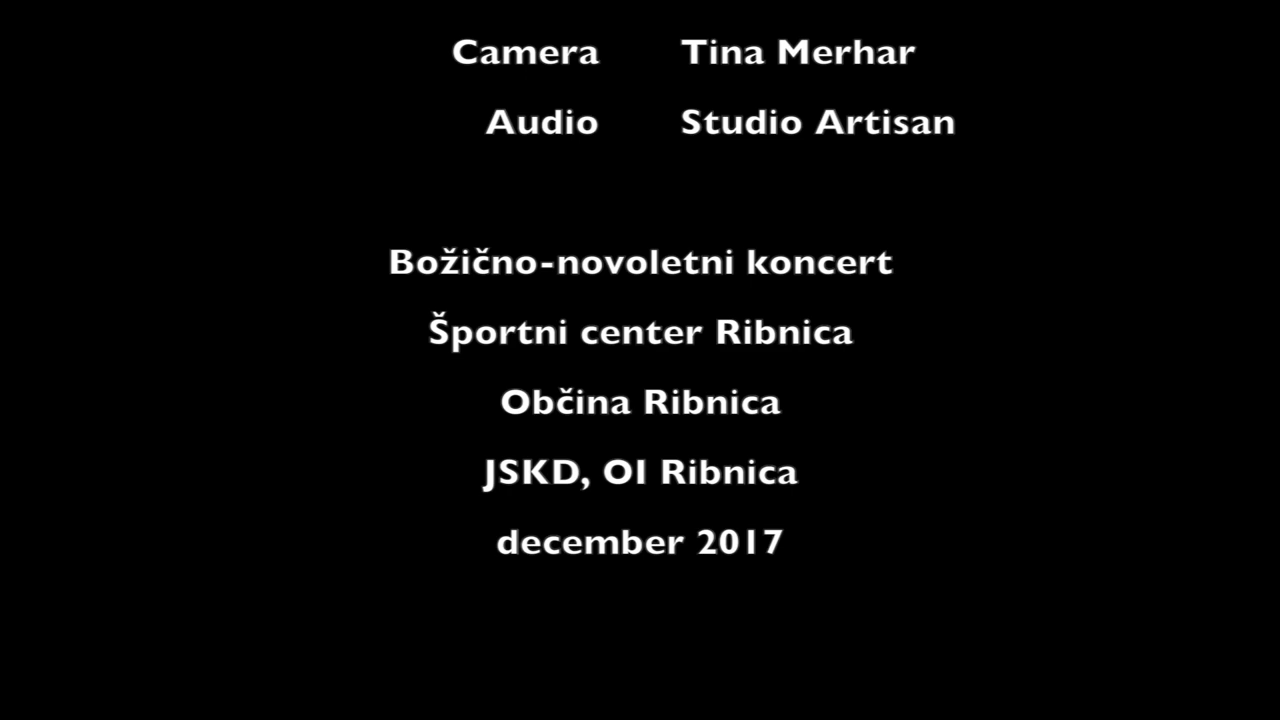 Camera Tina Merhar
Audio Studio Artisan
Božično-novoletni koncert
Športni center Ribnica
Občina Ribnica
JSKD, OI Ribnica
december 2017